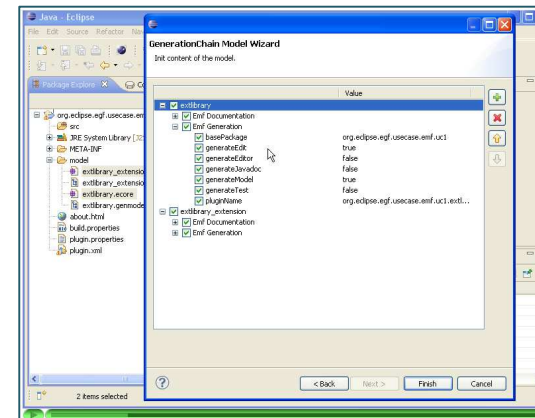 Java - Eclipse
File Edit Source Refactor Nav
Package Explore
org.eclipse.egf.usecase.em
src
JRE System Library
META-INF
model
extlibrary_extensio
extlibrary_extensio
extlibrary.ecore
extlibrary.genmode
about.html
build.properties
plugin.properties
plugin.xml
2 items selected
GenerationChain Model Wizard
Init content of the model.
Value
extlibrary
Emf Documentation
Emf Generation
basePackage org.eclipse.egf.usecase.emf.uc1
generateEdit true
generateEditor false
generateJavadoc false
generateModel true
generateTest false
pluginName org.eclipse.egf.usecase.emf.uc1.extl...
extlibrary_extension
Emf Documentation
Emf Generation
< Back Next > Finish Cancel